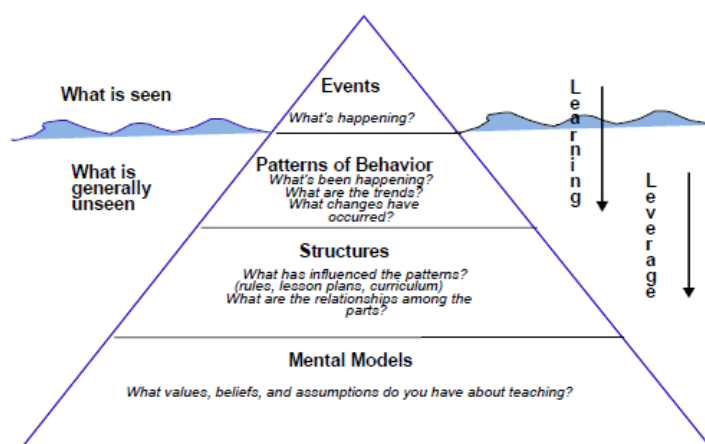 What is seen
What is
generally
unseen
Events
What's happening?
Patterns of Behavior
What's been happening?
What are the trends?
What changes have
occurred?
Structures
What has influenced the patterns?
(rules, lesson plans, curriculum)
What are the relationships among the
parts?
Mental Models
What values, beliefs, and assumptions do you have about teaching?
Learning
Leverage